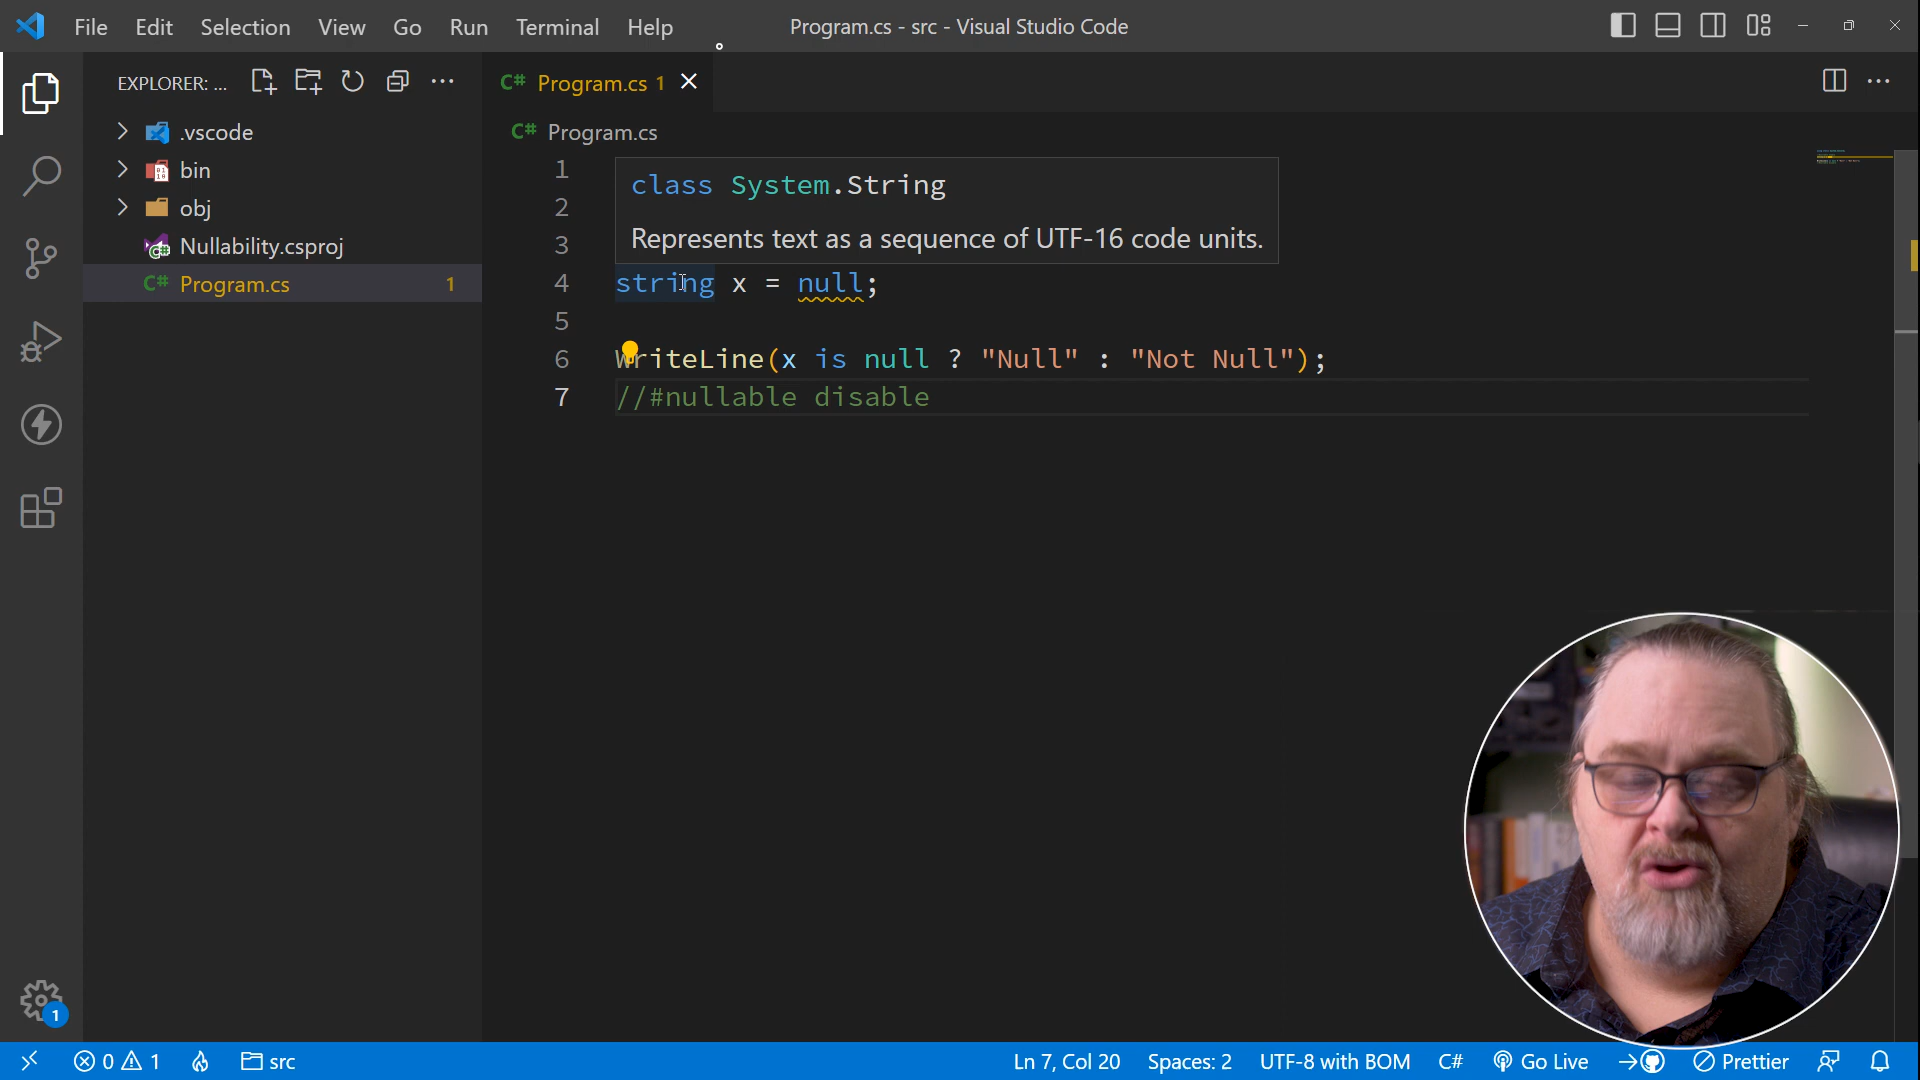 File Edit Selection View Go Run Terminal Help
Program.cs - src - Visual Studio Code
EXPLORER: ...
C# Program.cs 1
.vscode
bin
obj
Nullability.csproj
C# Program.cs 1
C# Program.cs
1
2
3
class System.String
Represents text as a sequence of UTF-16 code units.
4 string x = null;
5
6 WriteLine(x is null ? "Null" : "Not Null");
7 //#nullable disable
1
0 1 src
Ln 7, Col 20 Spaces: 2 UTF-8 with BOM C# Go Live Prettier